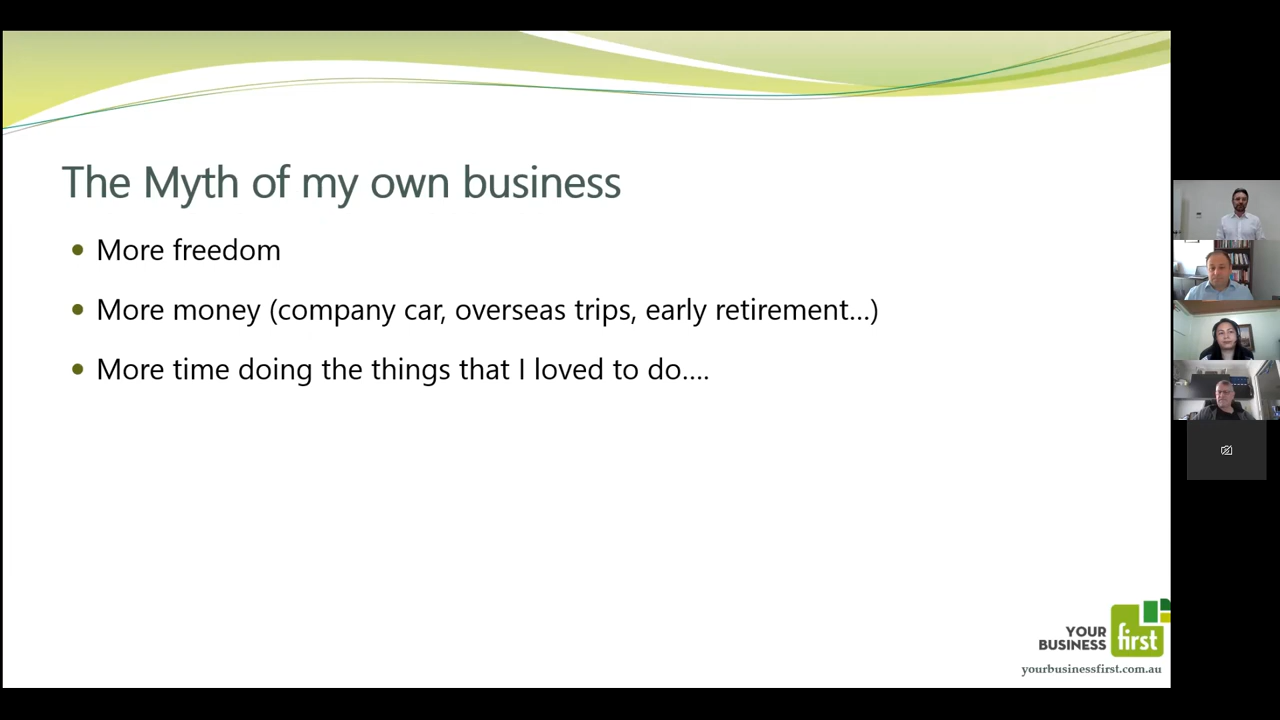 The Myth of my own business
• More freedom
• More money (company car, overseas trips, early retirement...)
• More time doing the things that I loved to do....
YOUR
BUSINESS
first
yourbusinessfirst.com.au